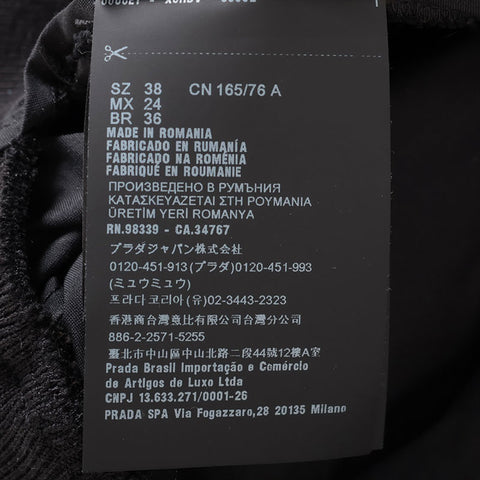 SZ 38 CN 165/76 A
MX 24
BR 36
MADE IN ROMANIA
FABRICADO EN RUMANÍA
FABRICADO NA ROMÉNIA
FABRIQUÉ EN ROUMANIE
ПРОИЗВЕДЕНО В РУМЪНИЯ
ΚΑΤΑΣΚΕΥΑΖΕΤΑΙ ΣΤΗ ΡΟΥΜΑΝΙΑ
ÜRETİM YERİ ROMANYA
RN.98339 - CA.34767
プラダジャパン株式会社
0120-451-913(プラダ)0120-451-993
(ミュウミュウ)
프라다 코리아 (유) 02-3443-2323
香港商台灣意比有限公司台灣分公司
886-2-2571-5255
臺北市中山區中山北路二段44號12樓A
Prada Brasil Importação e Comércio
de Artigos de Luxo Ltda
CNPJ 13.633.271/0001-26
PRADA SPA Via Fogazzaro,28 20135 Milano